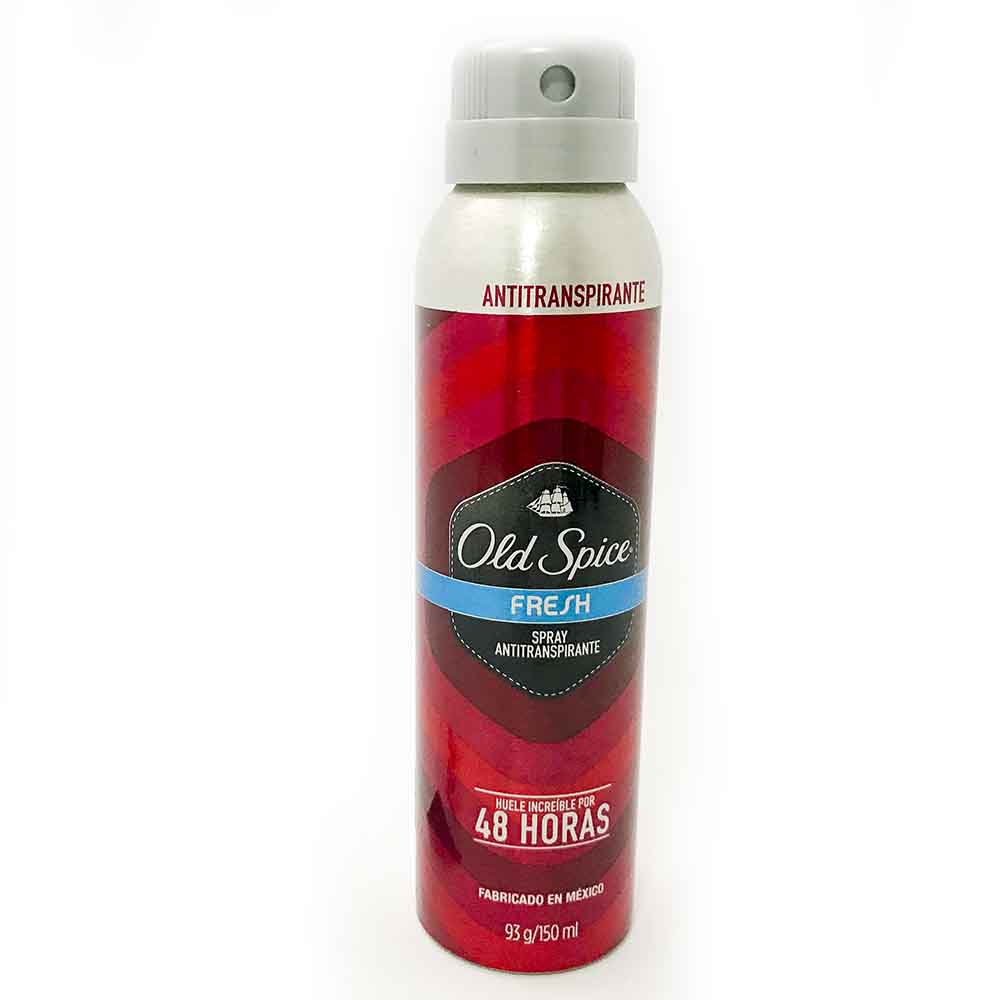 ANTITRANSPIRANTE
Old Spice
FRESH
SPRAY
ANTITRANSPIRANTE
HUELE INCREÍBLE POR
48 HORAS
FABRICADO EN MÉXICO
93 g/150 ml